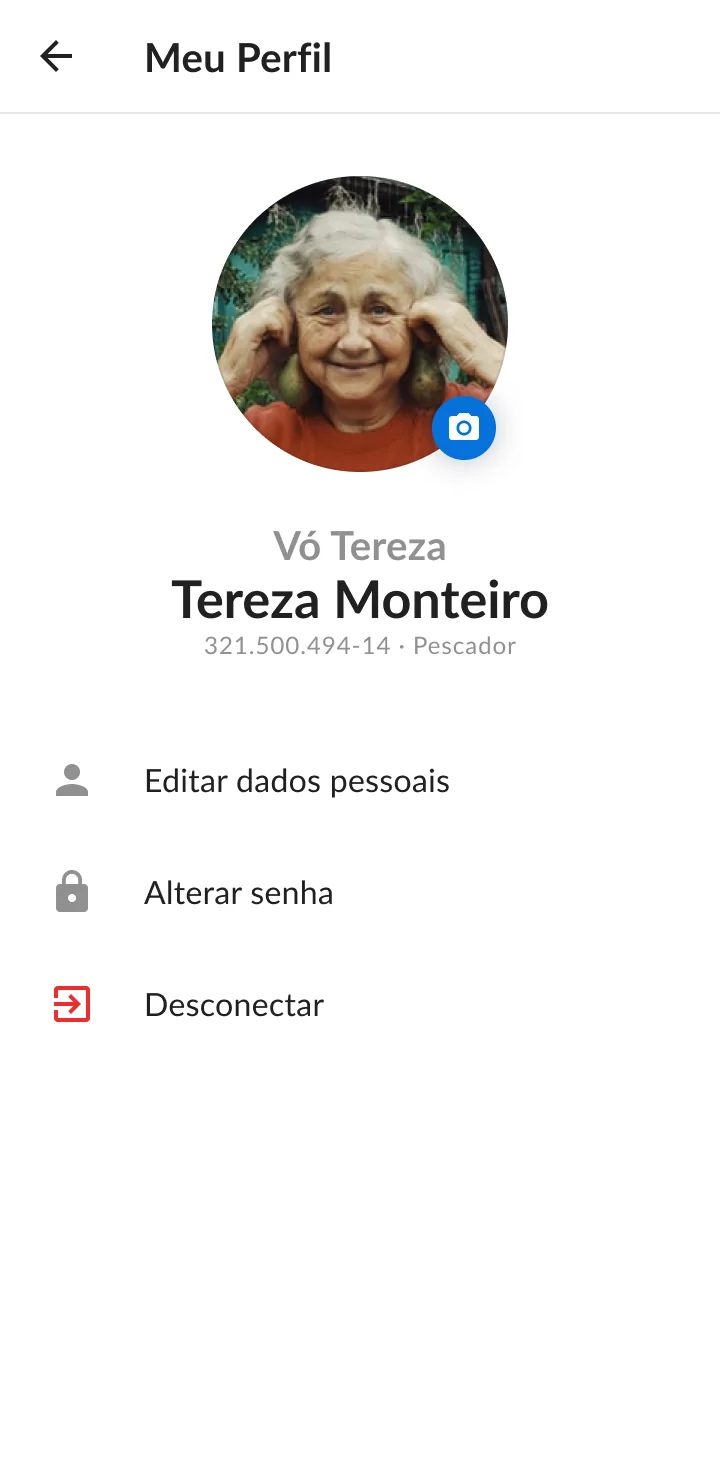 Meu Perfil
Vó Tereza
Tereza Monteiro
321.500.494-14 · Pescador
Editar dados pessoais
Alterar senha
Desconectar